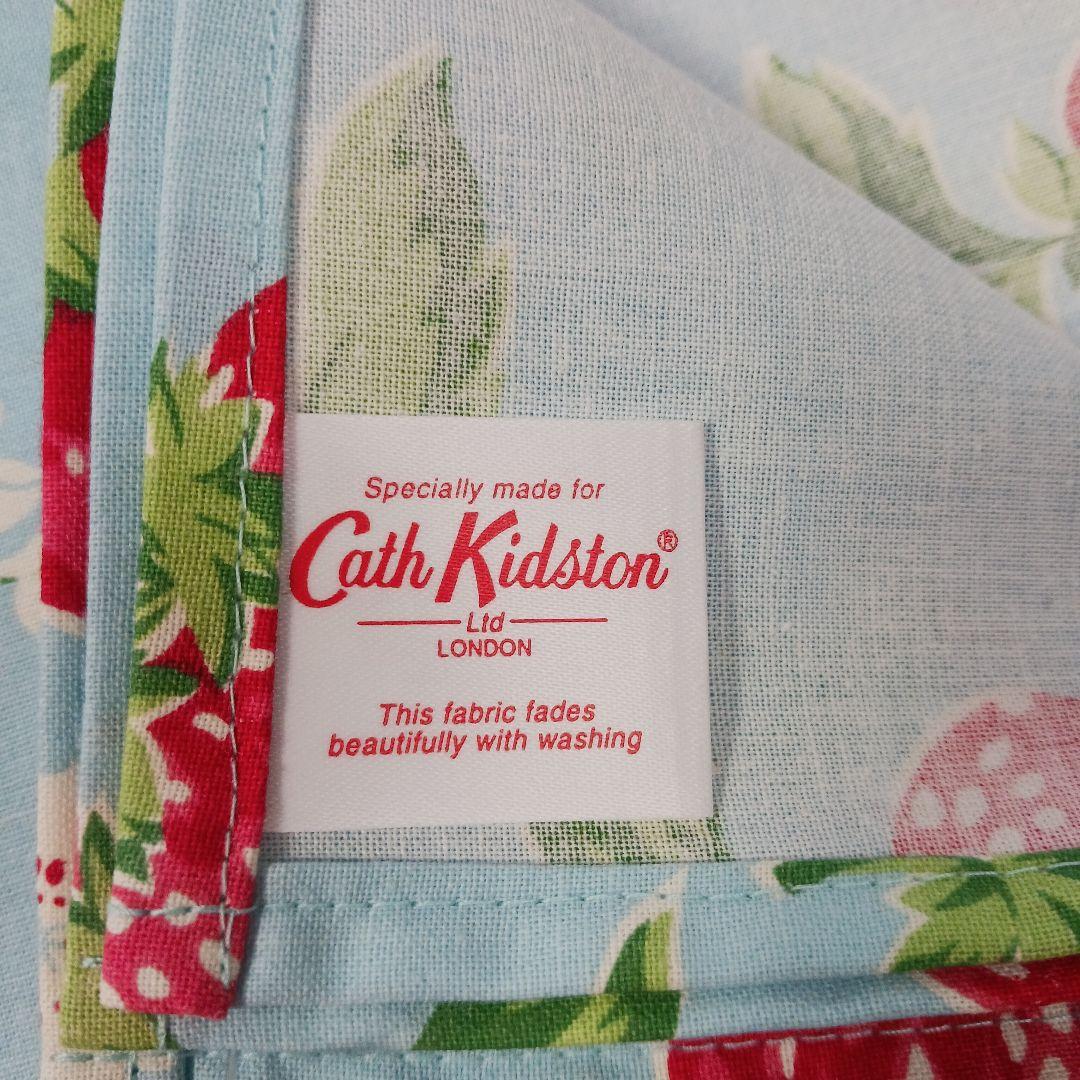 Specially made for
Cath Kidston®
Ltd
LONDON
This fabric fades
beautifully with washing